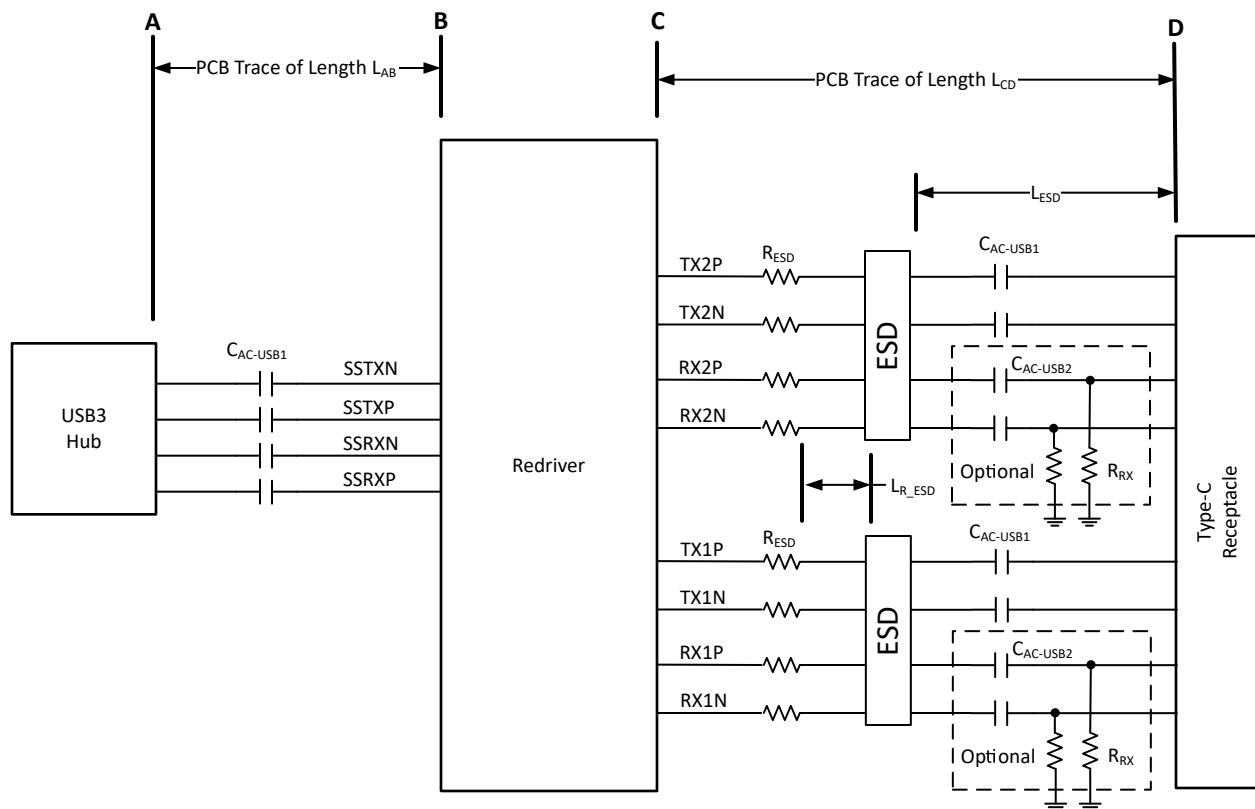 A
B
C
D
PCB Trace of Length LAB
PCB Trace of Length LCD
LESD
CAC-USB1
RESD
TX2P
TX2N
ESD
RX2P
CAC-USB2
RX2N
CAC-USB1
SSTXN
SSTXP
SSRXN
SSRXP
USB3
Hub
Redriver
Optional
RRX
LR_ESD
Type-C
Receptacle
CAC-USB1
RESD
TX1P
TX1N
ESD
RX1P
CAC-USB2
RX1N
Optional
RRX